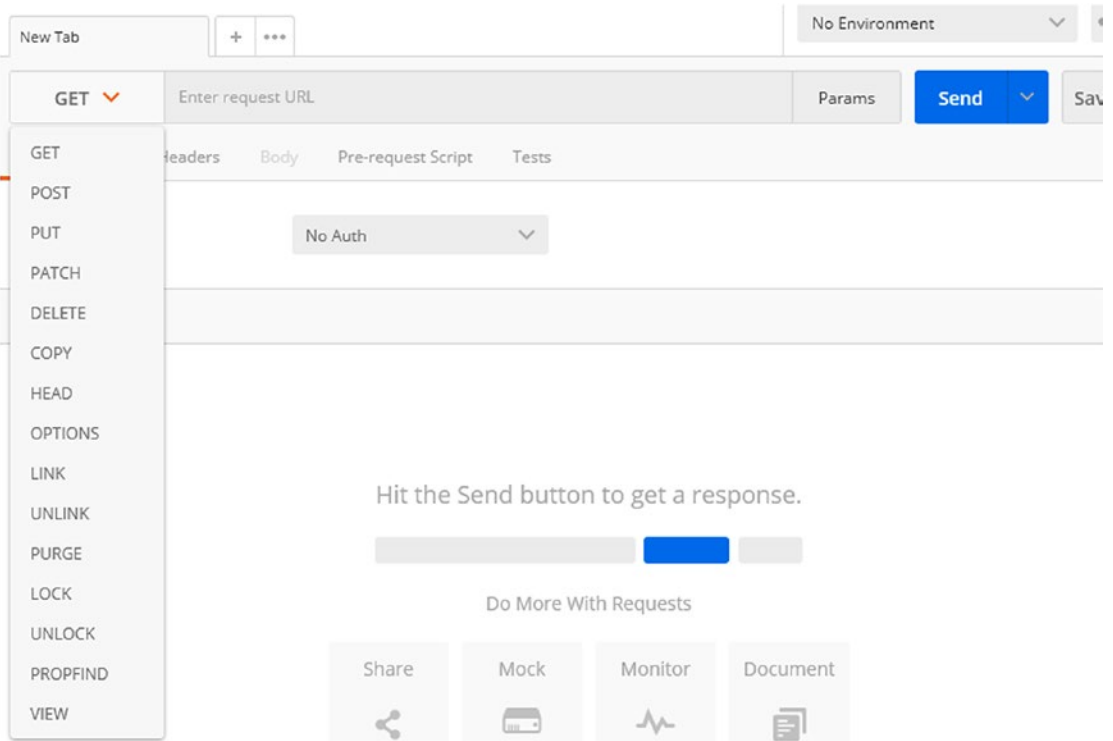 New Tab + ••• No Environment
GET Enter request URL Params Send
GET
Body Pre-request Script Tests
POST
PUT No Auth
PATCH
DELETE
COPY
HEAD
OPTIONS
LINK
UNLINK
PURGE
LOCK
UNLOCK
PROPFIND
VIEW
Hit the Send button to get a response.
Do More With Requests
Share Mock Monitor Document